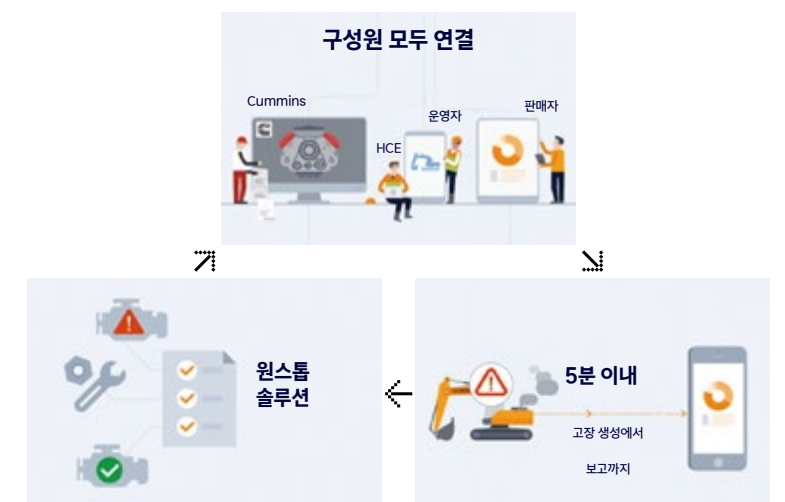 구성원 모두 연결
Cummins
HCE
운영자
판매자
원스톱
솔루션
5분 이내
고장 생성에서
보고까지